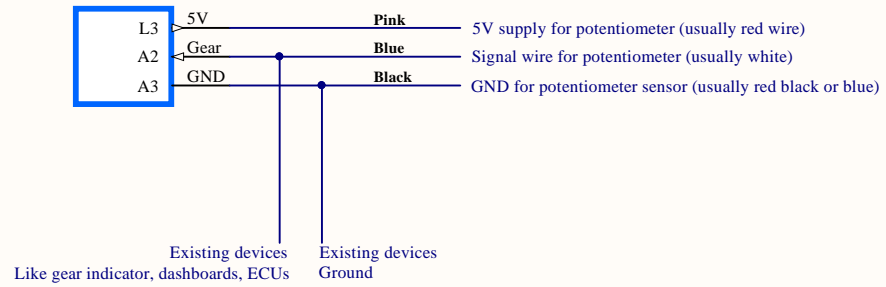 L3 5V Pink 5V supply for potentiometer (usually red wire)
A2 Gear Blue Signal wire for potentiometer (usually white)
A3 GND Black GND for potentiometer sensor (usually red black or blue)
Existing devices
Like gear indicator, dashboards, ECUs
Existing devices
Ground